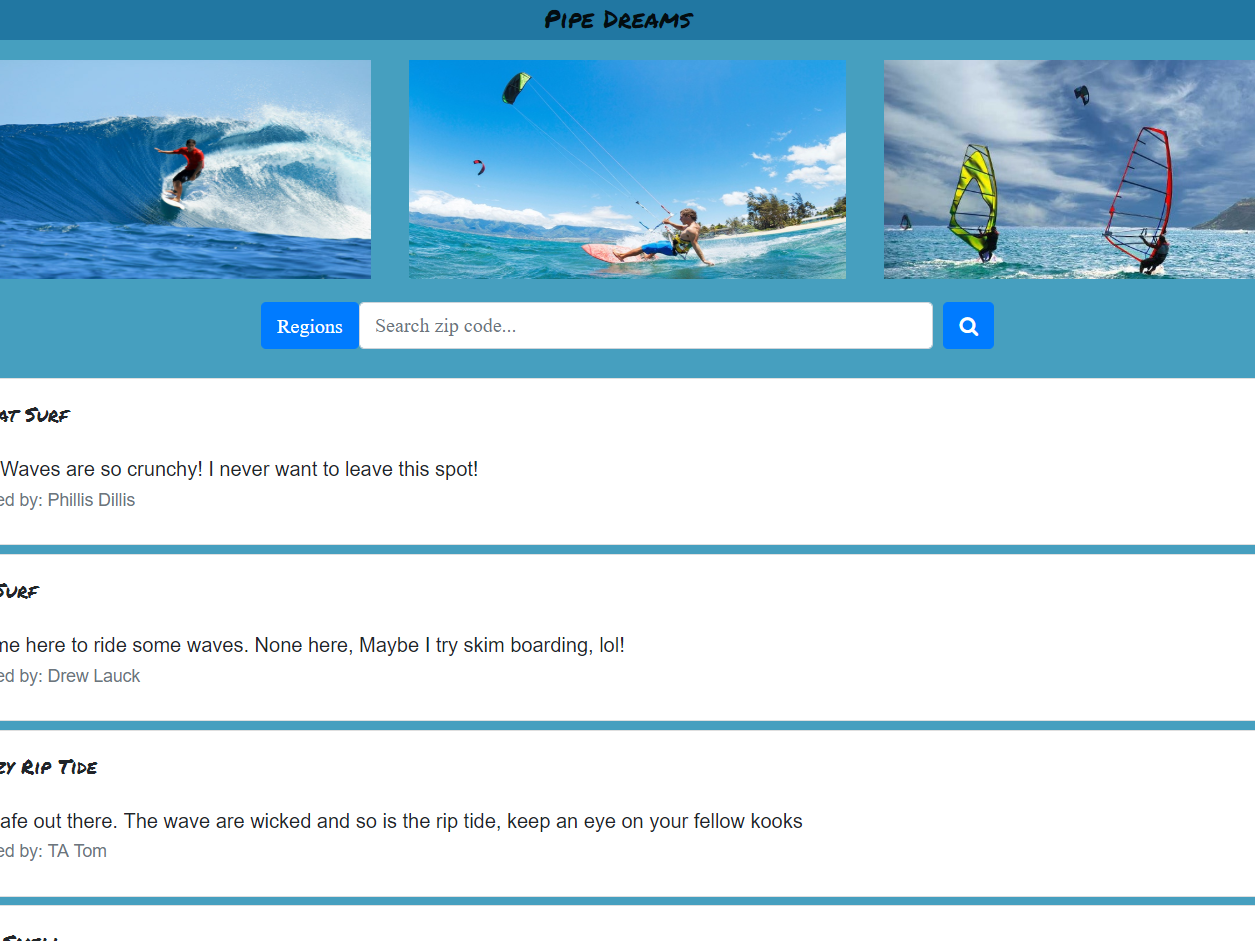 Pipe Dreams
Regions
Search zip code...
at Surf
Waves are so crunchy! I never want to leave this spot!
ed by: Phillis Dillis
Surf
me here to ride some waves. None here, Maybe I try skim boarding, lol!
ed by: Drew Lauck
zy Rip Tide
afe out there. The wave are wicked and so is the rip tide, keep an eye on your fellow kooks
ed by: TA Tom